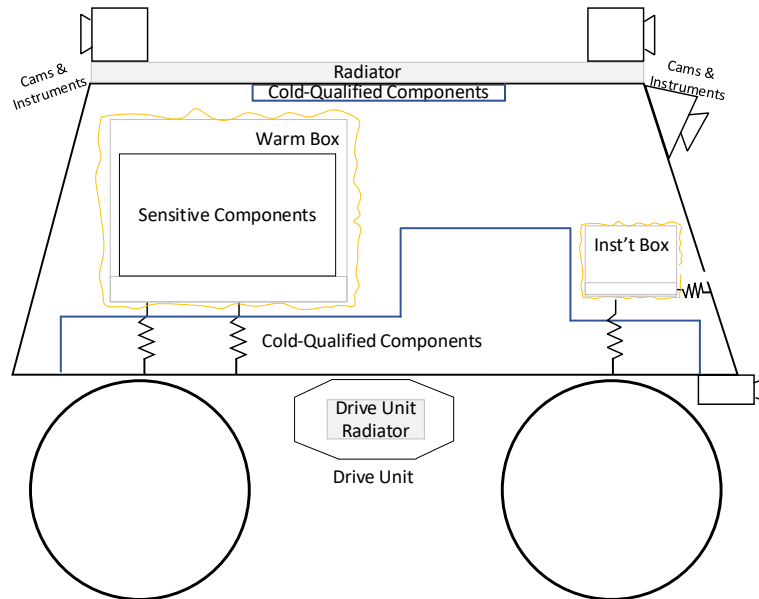 Cams &
Instruments
Radiator
Cams &
Instruments
Cold-Qualified Components
Warm Box
Sensitive Components
Inst't Box
Cold-Qualified Components
Drive Unit
Radiator
Drive Unit